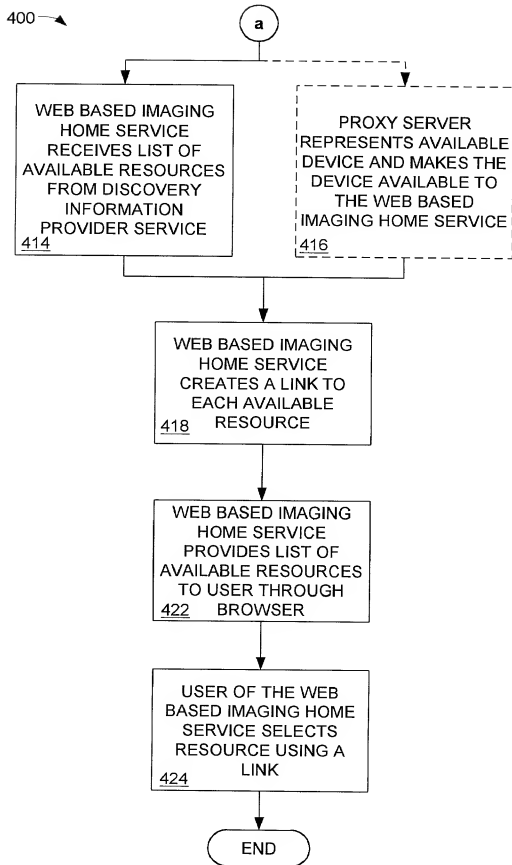 400
a
WEB BASED IMAGING
HOME SERVICE
RECEIVES LIST OF
AVAILABLE RESOURCES
FROM DISCOVERY
INFORMATION
PROVIDER SERVICE
414
PROXY SERVER
REPRESENTS AVAILABLE
DEVICE AND MAKES THE
DEVICE AVAILABLE TO
THE WEB BASED
IMAGING HOME SERVICE
416
WEB BASED IMAGING
HOME SERVICE
CREATES A LINK TO
EACH AVAILABLE
RESOURCE
418
WEB BASED IMAGING
HOME SERVICE
PROVIDES LIST OF
AVAILABLE RESOURCES
TO USER THROUGH
BROWSER
422
USER OF THE WEB
BASED IMAGING HOME
SERVICE SELECTS
RESOURCE USING A
LINK
424
END